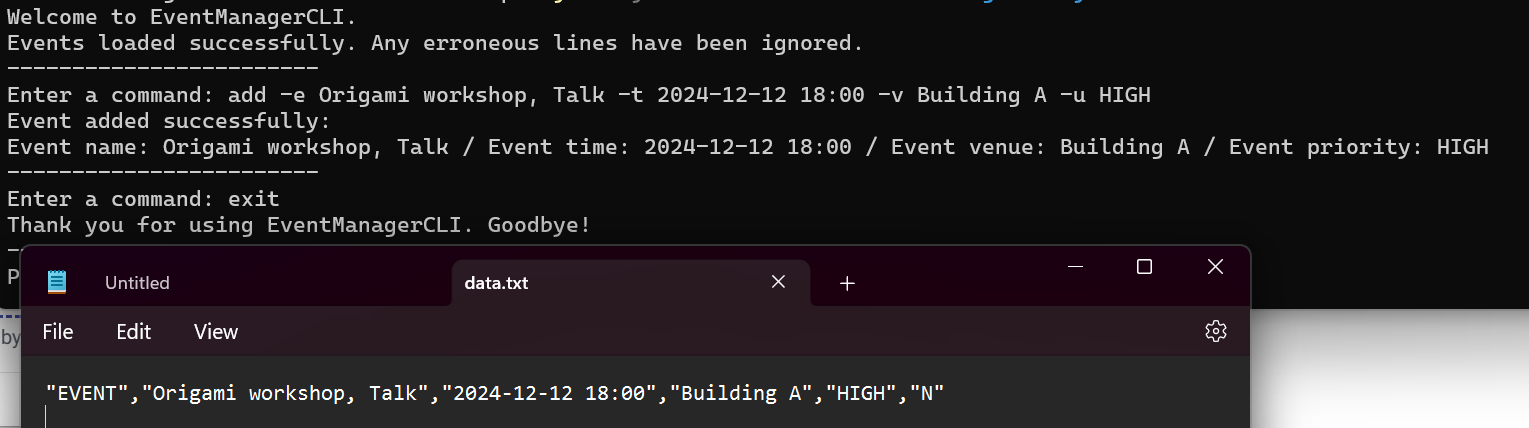 Welcome to EventManagerCLI.
Events loaded successfully. Any erroneous lines have been ignored.
------------------------
Enter a command: add -e Origami workshop, Talk -t 2024-12-12 18:00 -v Building A -u HIGH
Event added successfully:
Event name: Origami workshop, Talk / Event time: 2024-12-12 18:00 / Event venue: Building A / Event priority: HIGH
------------------------
Enter a command: exit
Thank you for using EventManagerCLI. Goodbye!
Untitled
data.txt
File Edit View
by
"EVENT","Origami workshop, Talk","2024-12-12 18:00","Building A","HIGH","N"